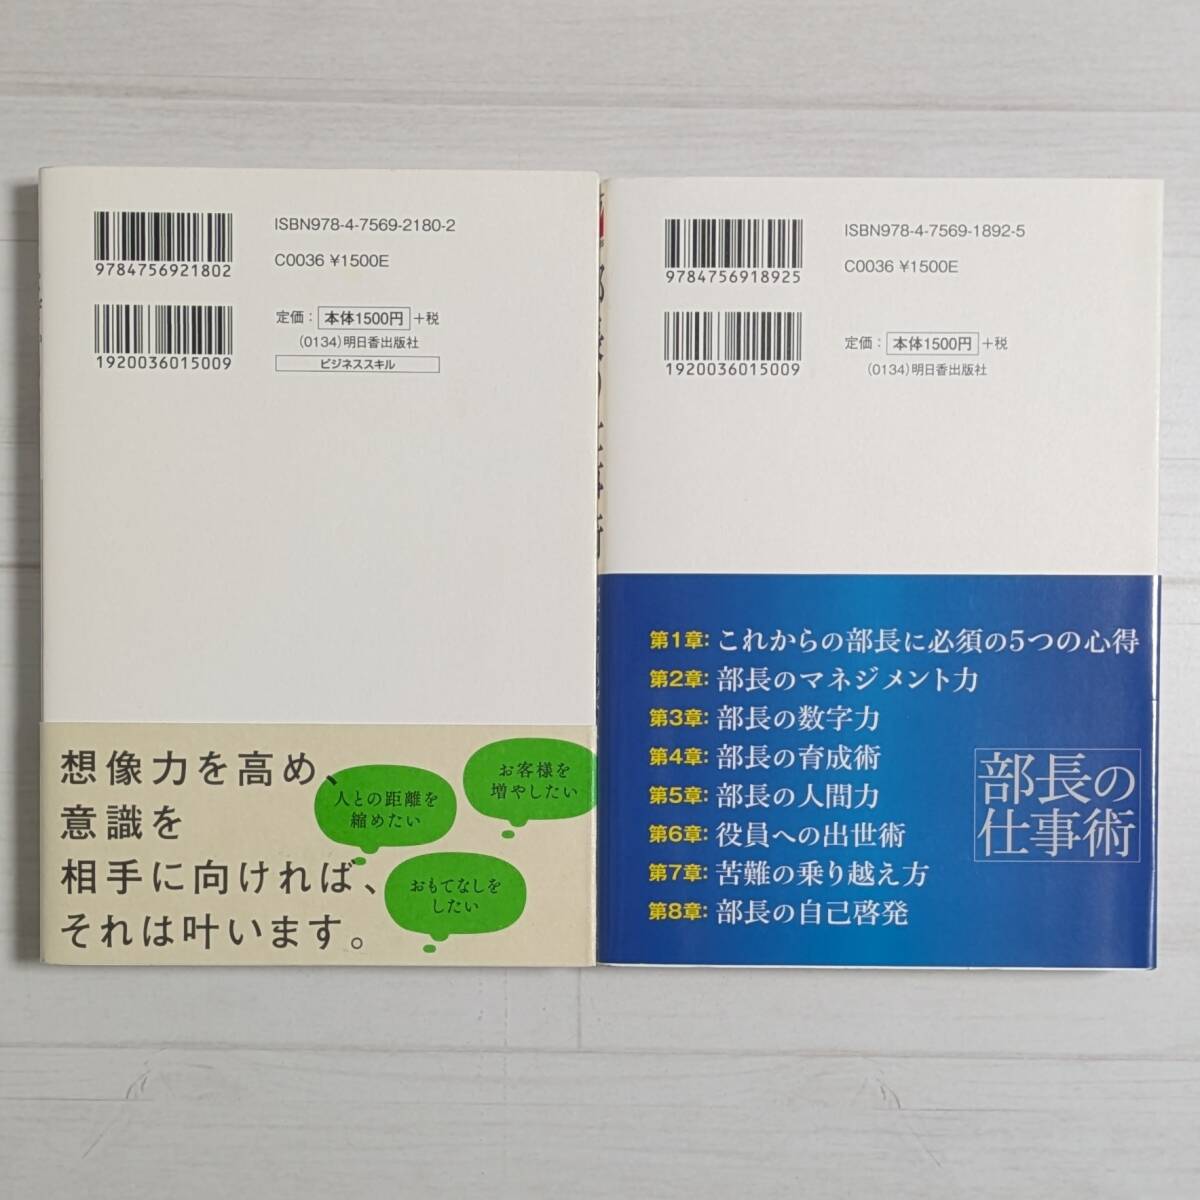 ISBN978-4-7569-2180-2
9784756921802
C0036 ¥1500E
定価：本体1500円+税
(0134)明日香出版社
1920036015009
ビジネススキル
想像力を高め、
意識を
相手に向ければ、
それは叶います。
人との距離を
縮めたい
お客様を
増やしたい
おもてなしを
したい
ISBN978-4-7569-1892-5
9784756918925
C0036 ¥1500E
定価：本体1500円+税
(0134)明日香出版社
1920036015009
第1章：これからの部長に必須の5つの心得
第2章：部長のマネジメント力
第3章：部長の数字力
第4章：部長の育成術
第5章：部長の人間力
第6章：役員への出世術
第7章：苦難の乗り越え方
第8章：部長の自己啓発
部長の
仕事術